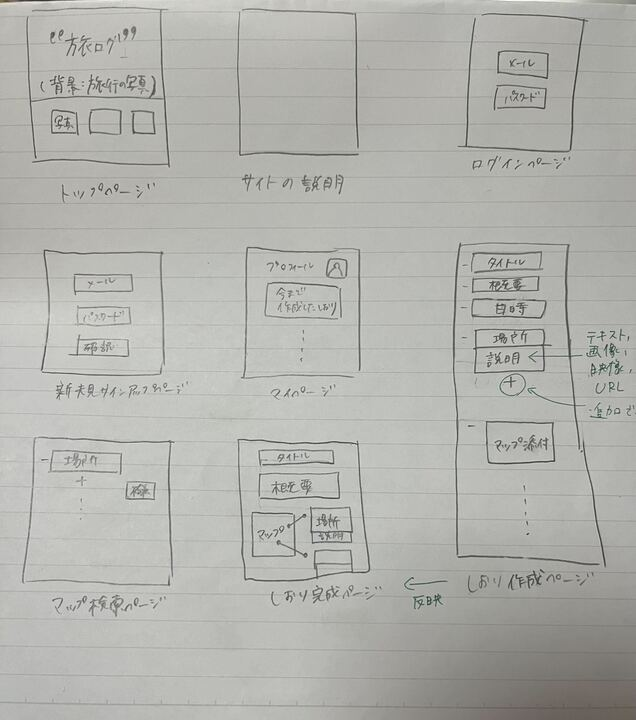 "旅ログ"
(背景:旅行の写真)
写真
トップページ
サイトの説明
メール
パスワード
ログインページ
メール
パスワード
確認
新規サインアップページ
プロフィール
今まで
作成したしおり
マイページ
- タイトル
- 概要
- 日時
- 場所
説明
+
テキスト,
画像,
映像,
URL
追加で
- マップ添付
しおり作成ページ
- 場所
+
検索
マップ検索ページ
- タイトル
概要
マップ
場所
説明
しおり完成ページ
← 反映